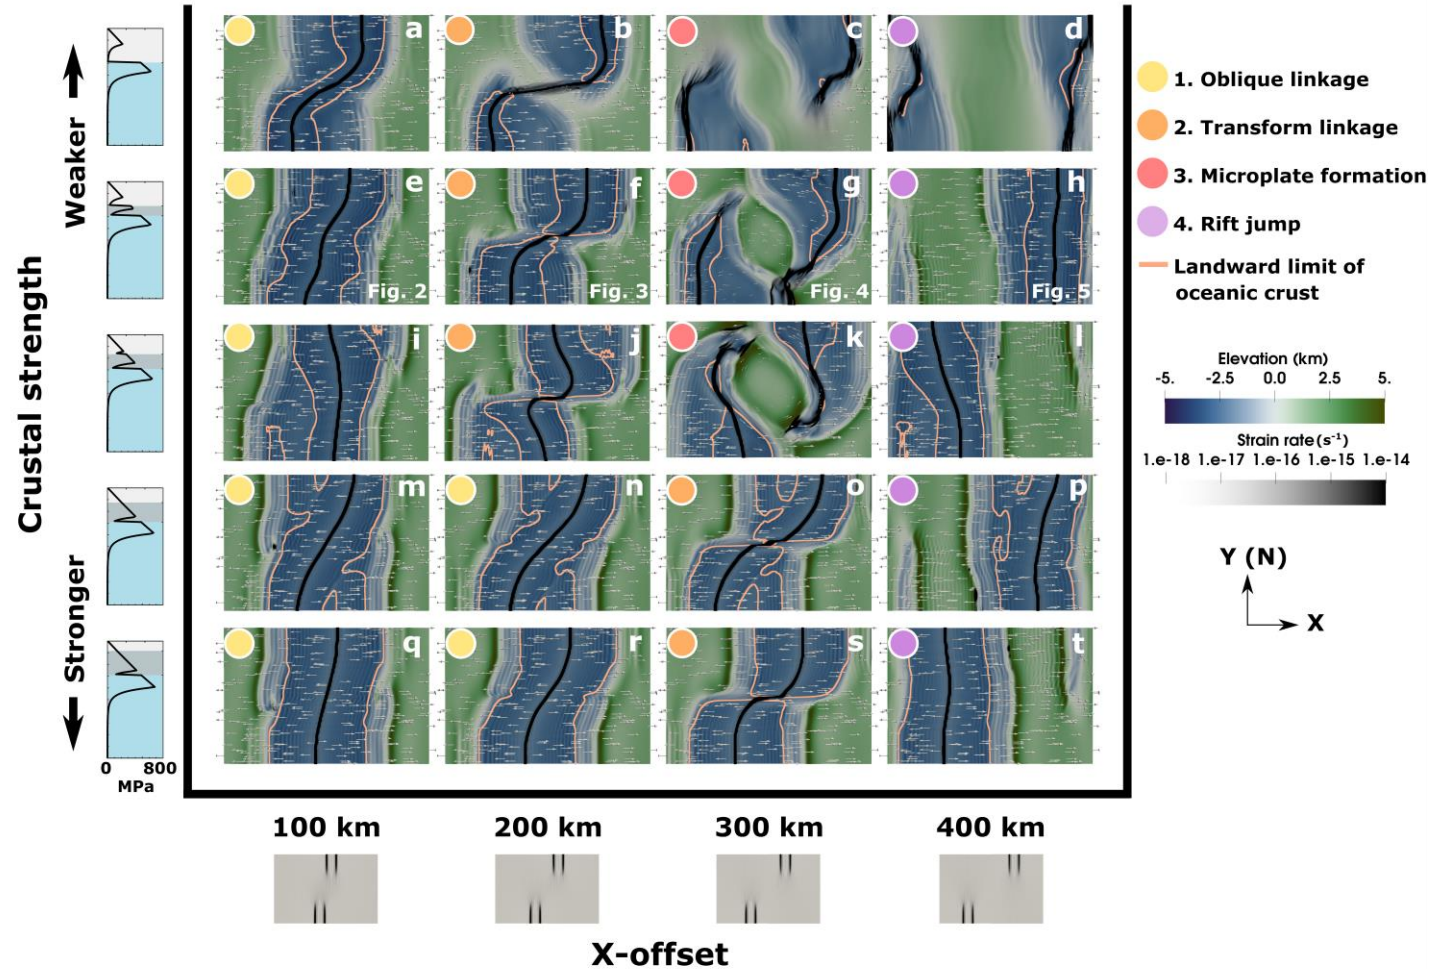 Crustal strength
Weaker
Stronger
0 800
MPa
a
b
c
d
e
Fig. 2
f
Fig. 3
g
Fig. 4
h
Fig. 5
i
j
k
l
m
n
o
p
q
r
s
t
100 km
200 km
300 km
400 km
X-offset
1. Oblique linkage
2. Transform linkage
3. Microplate formation
4. Rift jump
Landward limit of
oceanic crust
Elevation (km)
-5. -2.5 0.0 2.5 5.
Strain rate (s⁻¹)
1.e-18 1.e-17 1.e-16 1.e-15 1.e-14
Y (N)
X